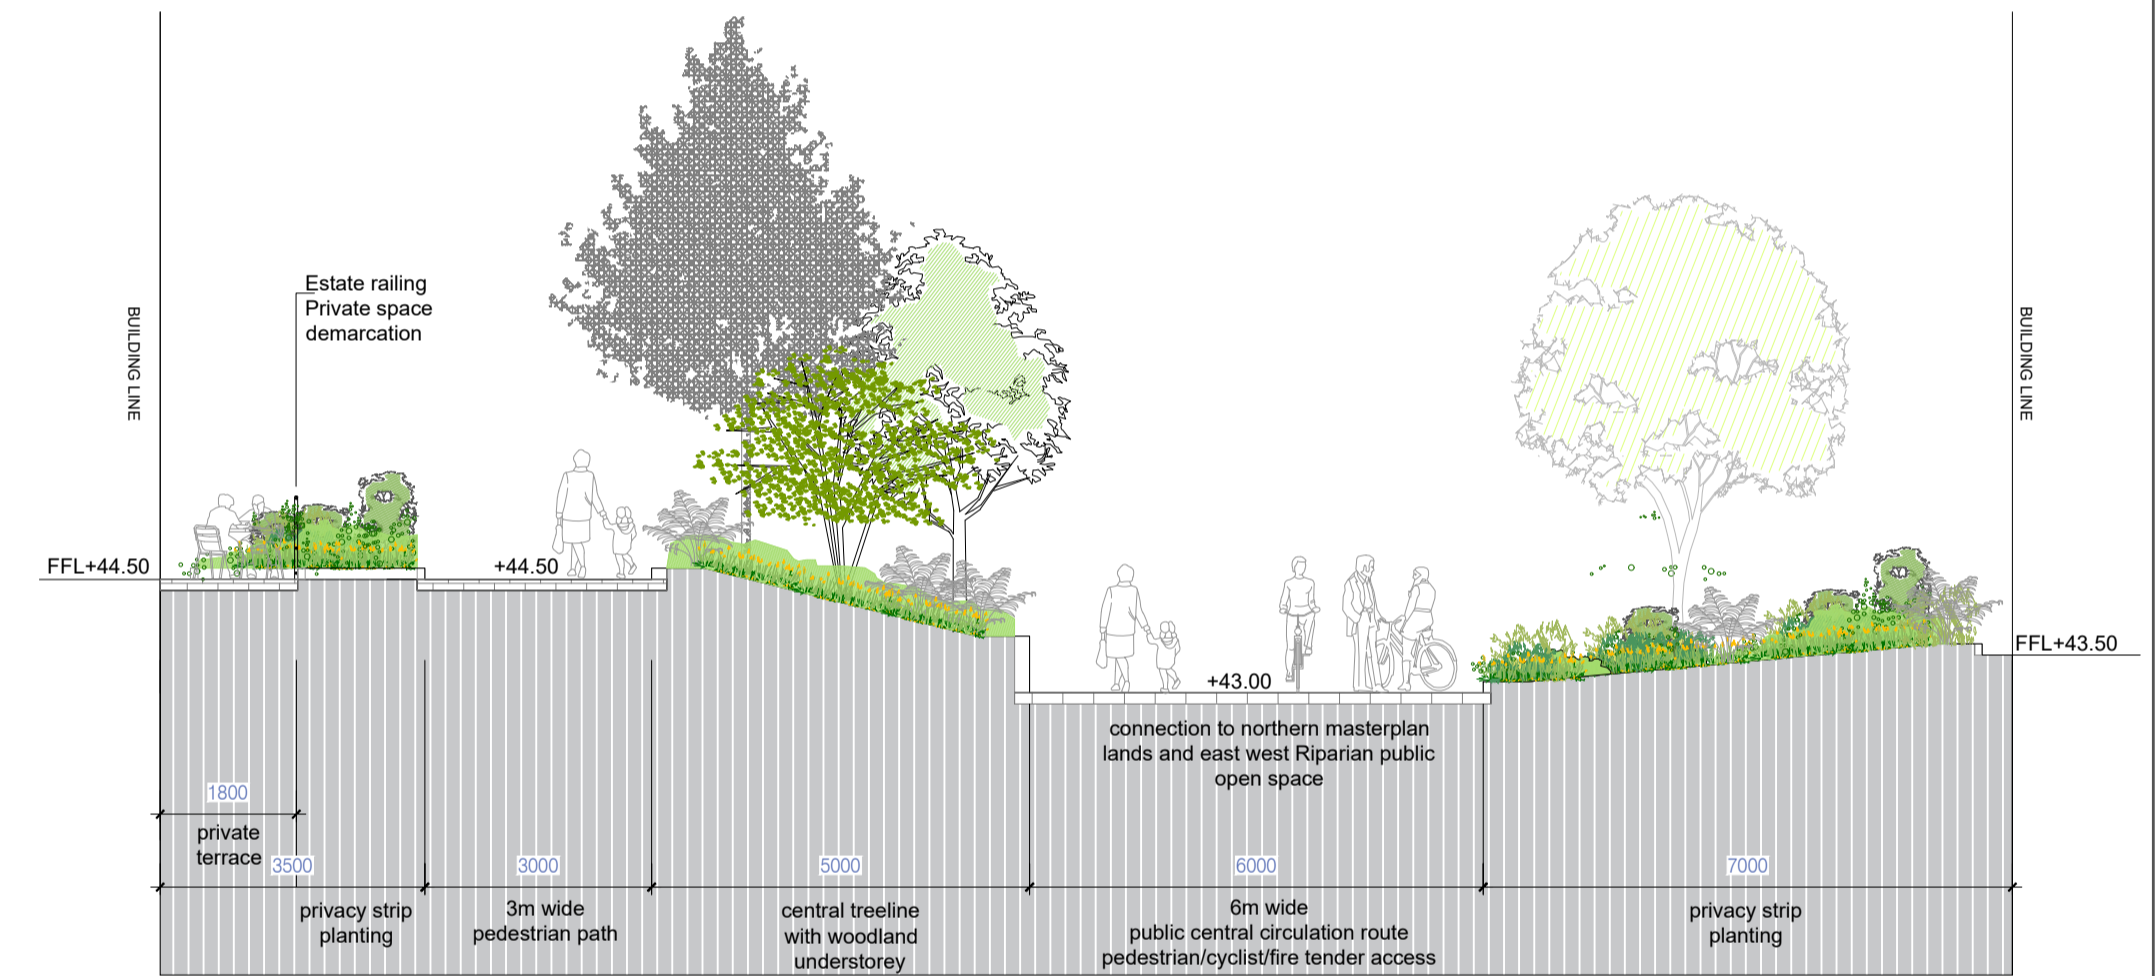 BUILDING LINE
Estate railing
Private space
demarcation
BUILDING LINE
FFL+44.50
+44.50
+43.00
FFL+43.50
connection to northern masterplan
lands and east west Riparian public
open space
1800
private
terrace
3500
3000
5000
6000
7000
privacy strip
planting
3m wide
pedestrian path
central treeline
with woodland
understorey
6m wide
public central circulation route
pedestrian/cyclist/fire tender access
privacy strip
planting